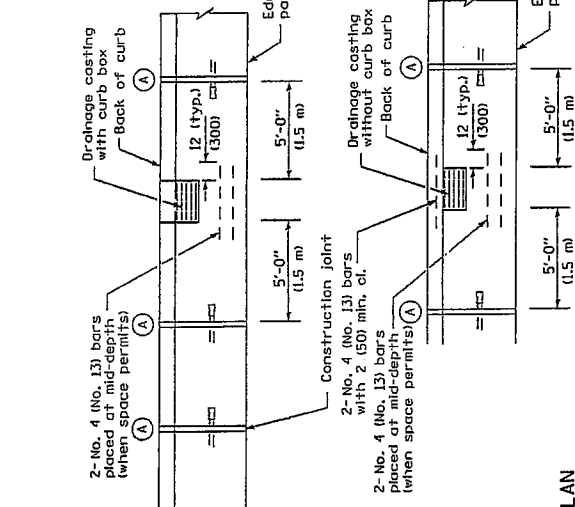 Drainage casting
with curb box
Back of curb
A
12 (typ.)
(300)
2- No. 4 (No. 13) bars
placed at mid-depth
(when space permits)
A
A
5'-0"
(1.5 m)
5'-0"
(1.5 m)
Construction joint
Drainage casting
without curb box
Back of curb
A
12 (typ.)
(300)
2- No. 4 (No. 13) bars
with 2 (50) min. cl.
2- No. 4 (No. 13) bars
placed at mid-depth
(when space permits)
A
5'-0"
(1.5 m)
5'-0"
(1.5 m)
LAN